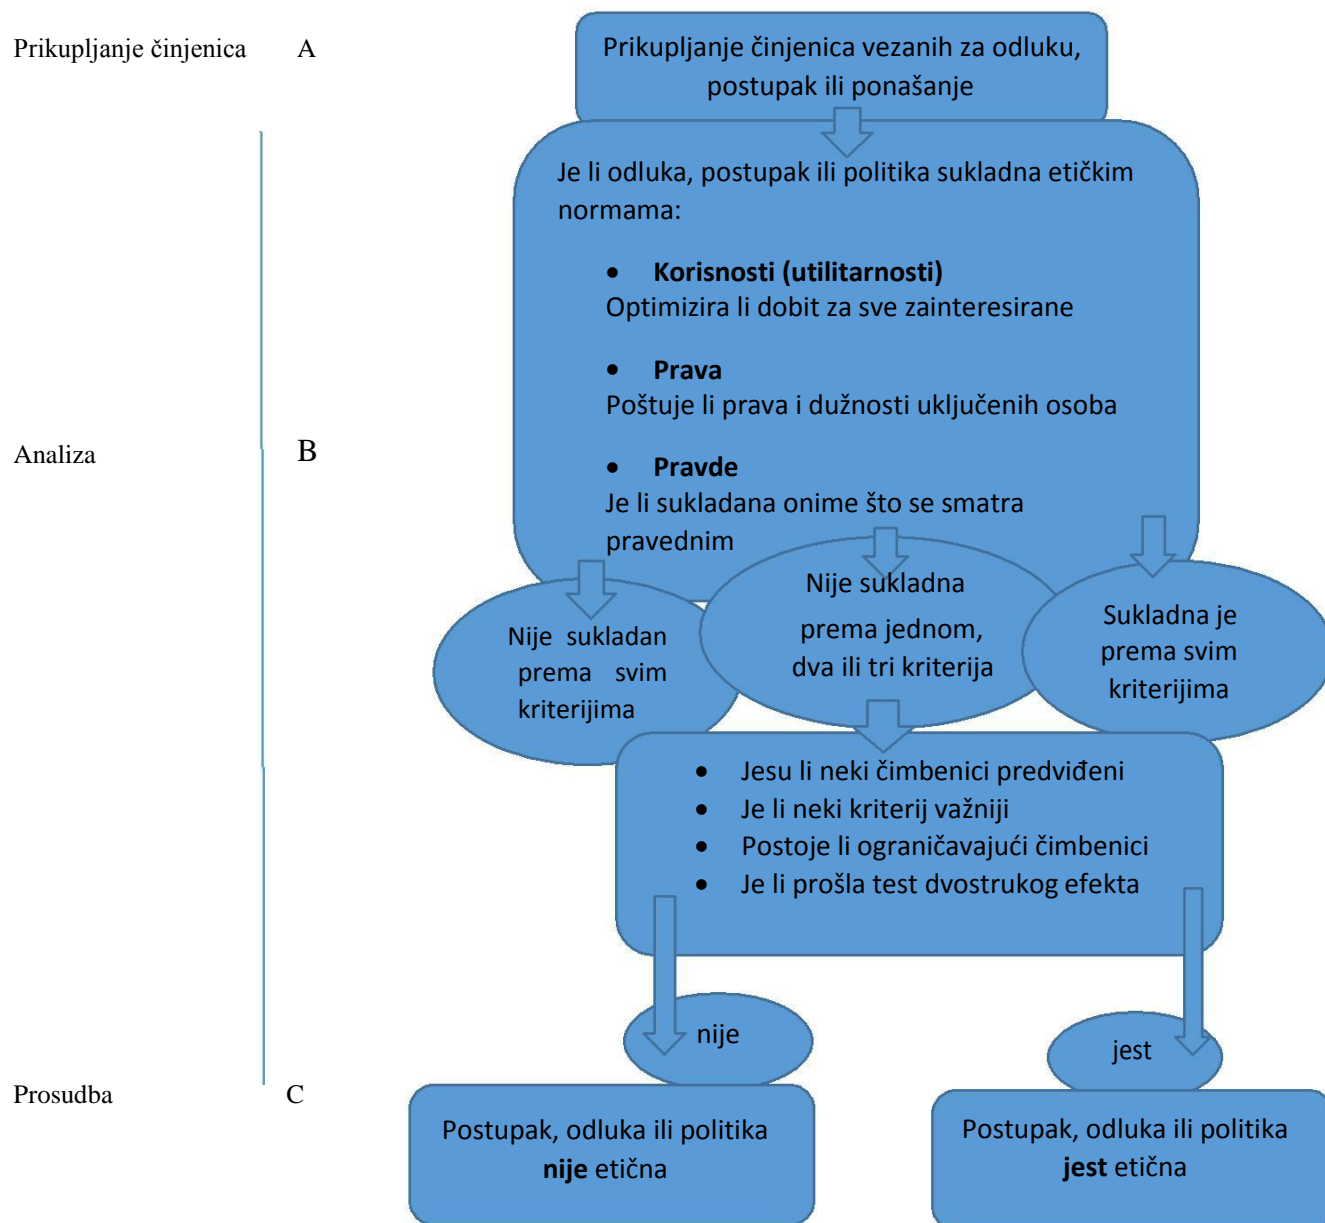 Prikupljanje činjenica A
Prikupljanje činjenica vezanih za odluku,
postupak ili ponašanje
Je li odluka, postupak ili politika sukladna etičkim
normama:
• Korisnosti (utilitarnosti)
Optimizira li dobit za sve zainteresirane
• Prava
Poštuje li prava i dužnosti uključenih osoba
Analiza B
• Pravde
Je li sukladana onime što se smatra
pravednim
Nije sukladan
prema svim
kriterijima
Nije sukladna
prema jednom,
dva ili tri kriterija
Sukladna je
prema svim
kriterijima
• Jesu li neki čimbenici predviđeni
• Je li neki kriterij važniji
• Postoje li ograničavajući čimbenici
• Je li prošla test dvostrukog efekta
nije
jest
Prosudba C
Postupak, odluka ili politika
nije etična
Postupak, odluka ili politika
jest etična